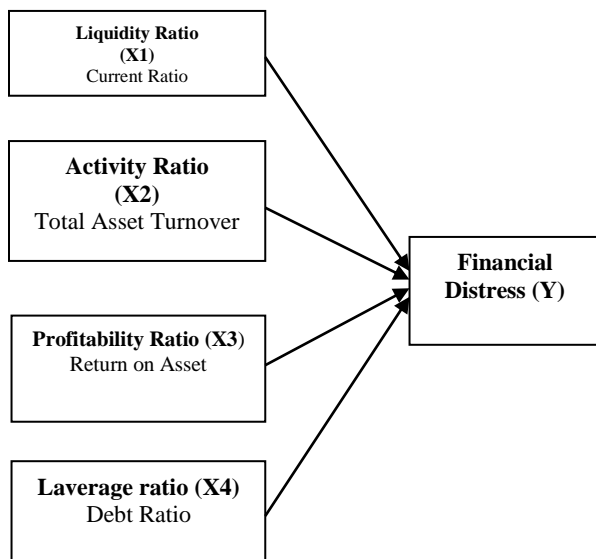 Liquidity Ratio
(X1)
Current Ratio
Activity Ratio
(X2)
Total Asset Turnover
Financial
Distress (Y)
Profitability Ratio (X3)
Return on Asset
Laverage ratio (X4)
Debt Ratio